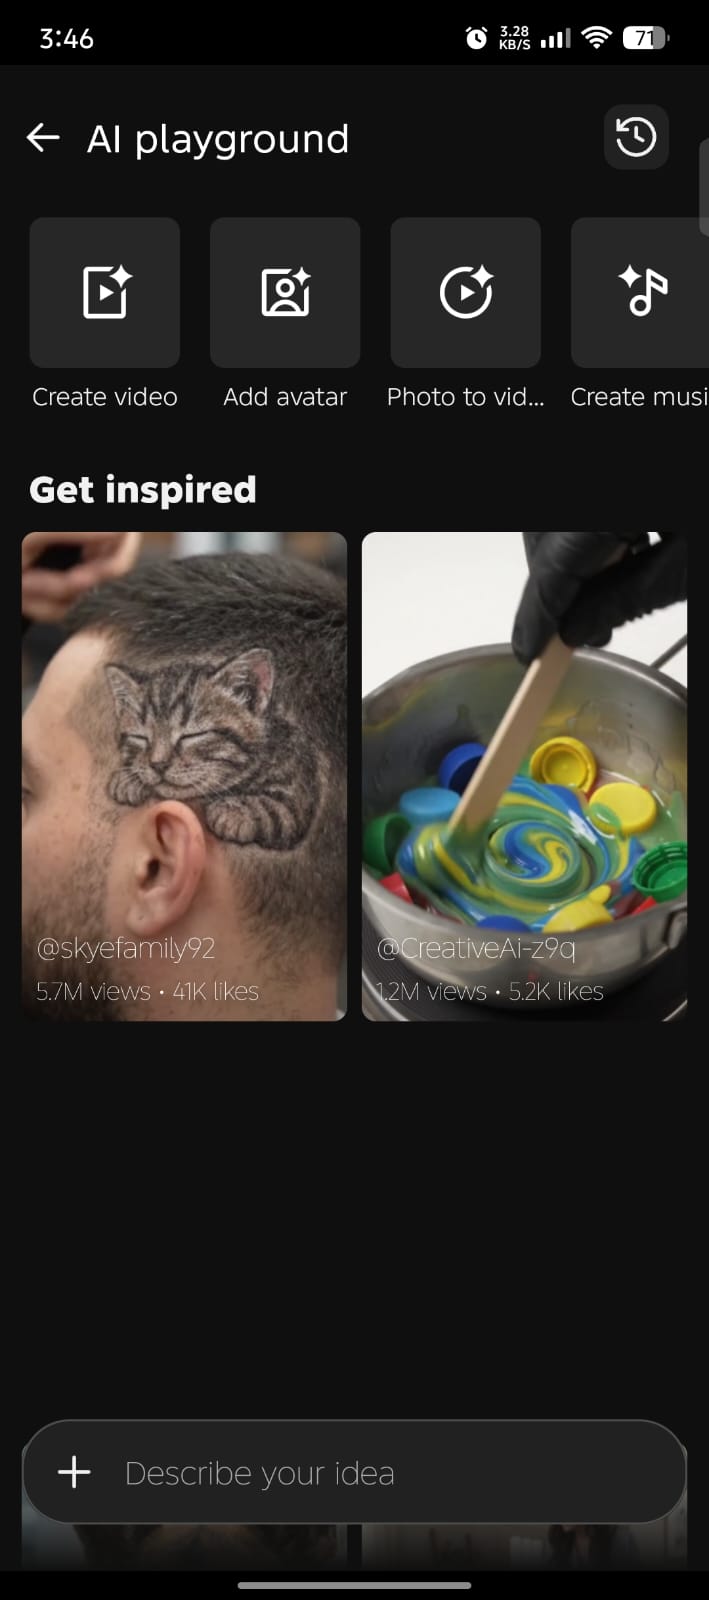 3:46
3.28
KB/S
71
AI playground
Create video
Add avatar
Photo to vid...
Create musi
Get inspired
@skyefamily92
5.7M views • 41K likes
@CreativeAi-z9q
1.2M views • 5.2K likes
Describe your idea